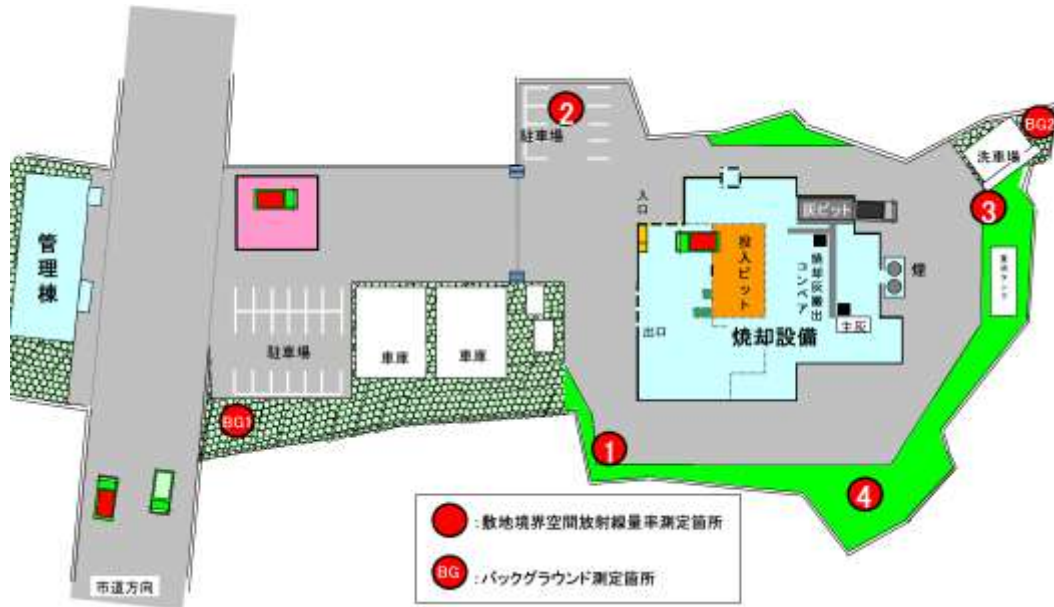 2
駐車場
BG2
洗車場
3
入口
灰ピット
管理棟
投入ピット
焼却灰搬出
コンベア
煙
出口
焼却設備
主灰
駐車場
車庫
車庫
BG1
1
4
:敷地境界空間放射線量率測定箇所
BG
:バックグラウンド測定箇所
市道方向